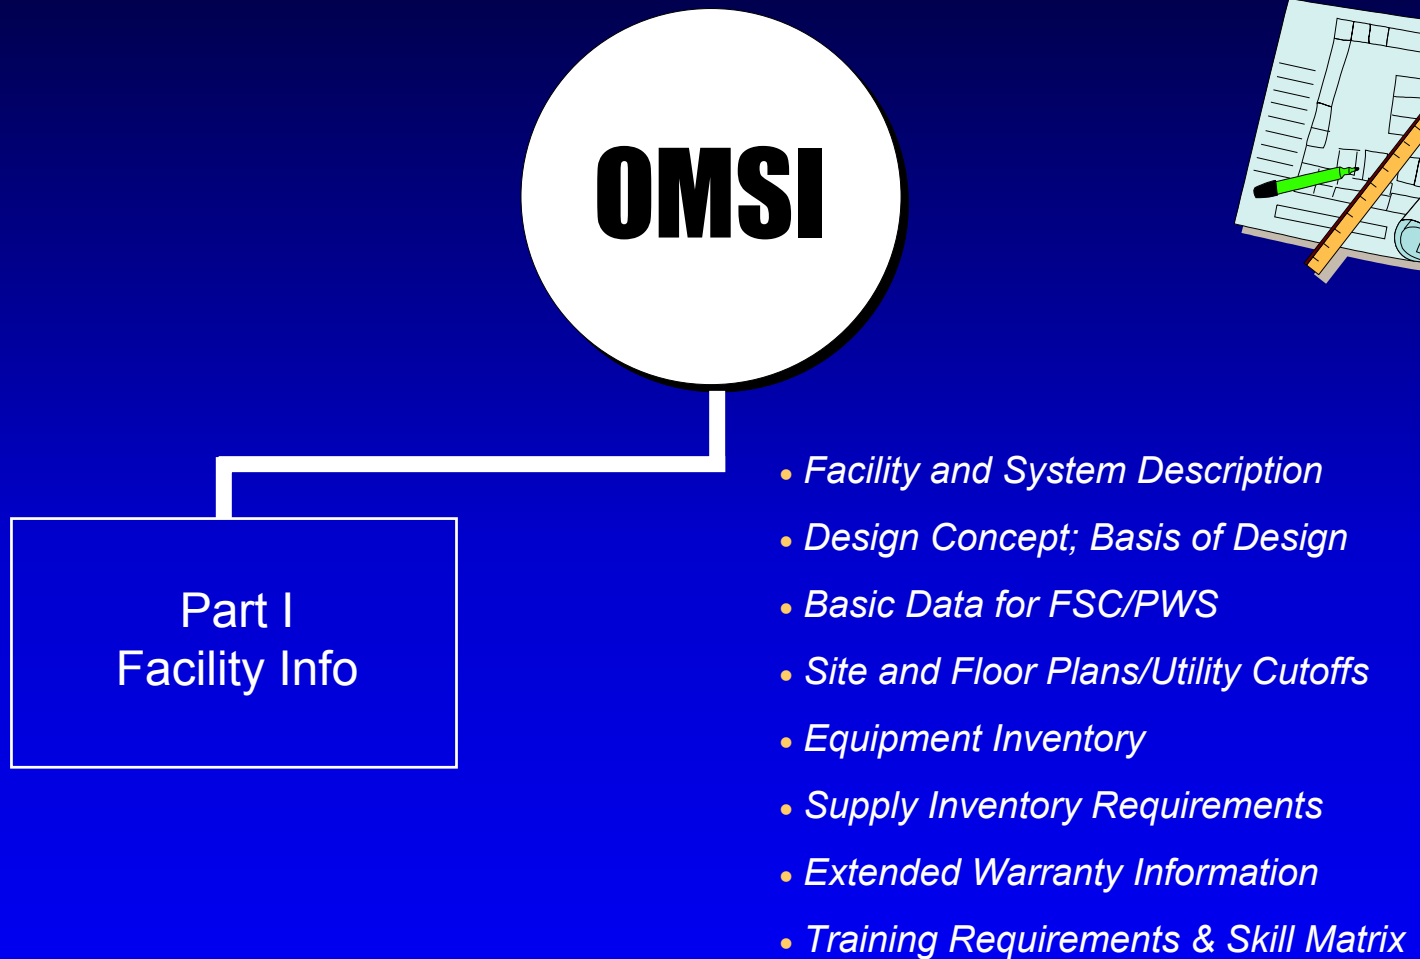 OMSI
Part I
Facility Info
• Facility and System Description
• Design Concept; Basis of Design
• Basic Data for FSC/PWS
• Site and Floor Plans/Utility Cutoffs
• Equipment Inventory
• Supply Inventory Requirements
• Extended Warranty Information
• Training Requirements & Skill Matrix